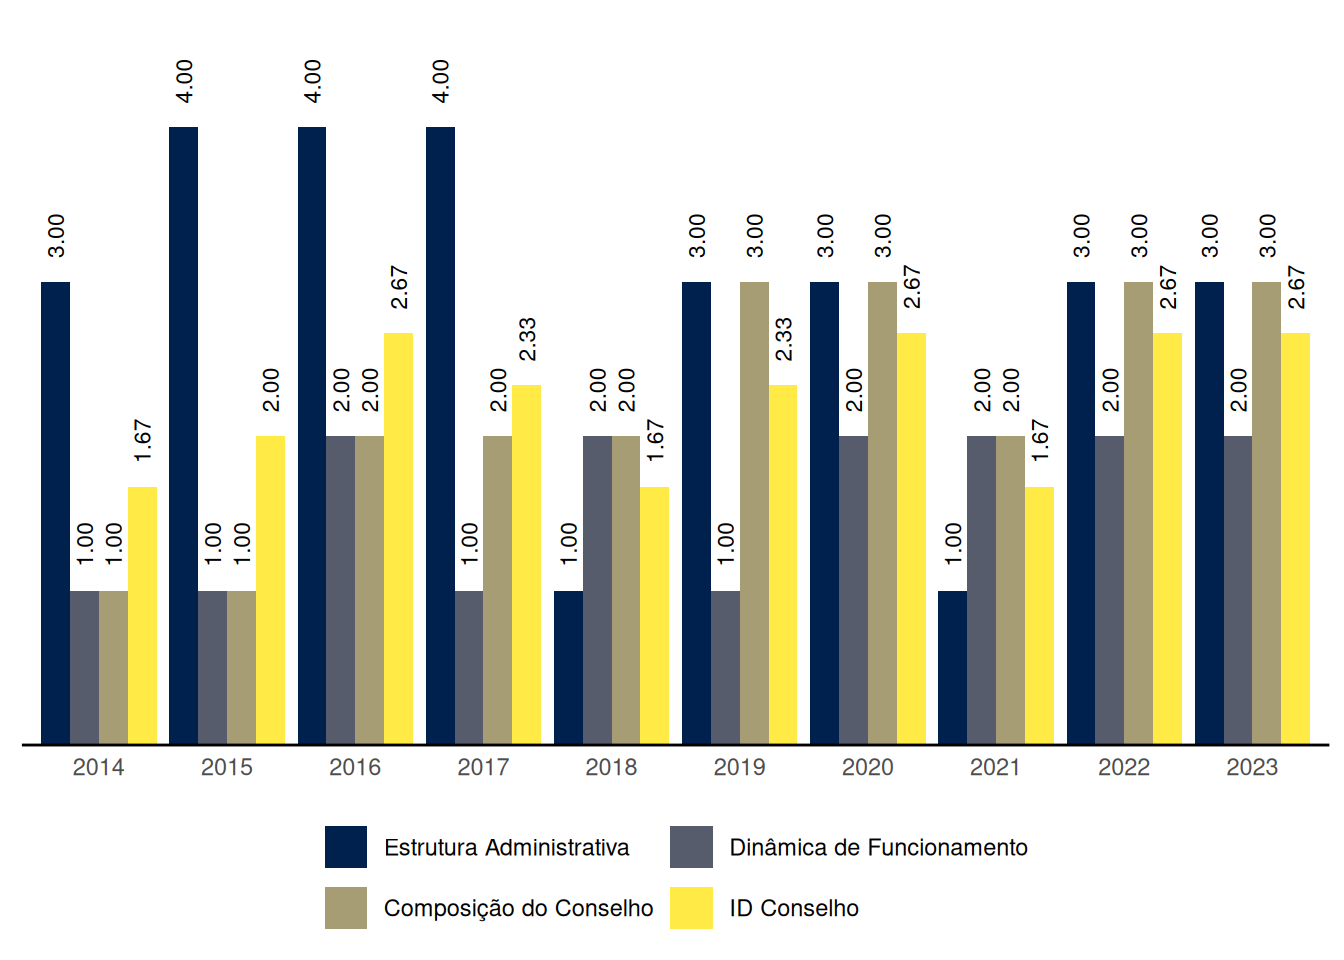 4.00 4.00 4.00
3.00 3.00 3.00 3.00 3.00 3.00 3.00 3.00 3.00
2.67 2.67 2.67 2.67
2.33 2.33
2.00 2.00 2.00 2.00 2.00 2.00 2.00 2.00 2.00 2.00 2.00
1.67 1.67 1.67
1.00 1.00 1.00 1.00 1.00 1.00 1.00 1.00
2014 2015 2016 2017 2018 2019 2020 2021 2022 2023
Estrutura Administrativa Dinâmica de Funcionamento
Composição do Conselho ID Conselho